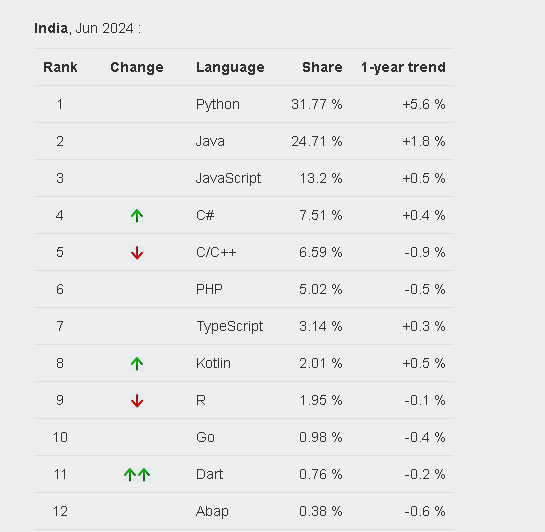 India, Jun 2024 :
Rank Change Language Share 1-year trend
1 Python 31.77 % +5.6 %
2 Java 24.71 % +1.8 %
3 JavaScript 13.2 % +0.5 %
4 ↑ C# 7.51 % +0.4 %
5 ↓ C/C++ 6.59 % -0.9 %
6 PHP 5.02 % -0.5 %
7 TypeScript 3.14 % +0.3 %
8 ↑ Kotlin 2.01 % +0.5 %
9 ↓ R 1.95 % -0.1 %
10 Go 0.98 % -0.4 %
11 ↑↑ Dart 0.76 % -0.2 %
12 Abap 0.38 % -0.6 %